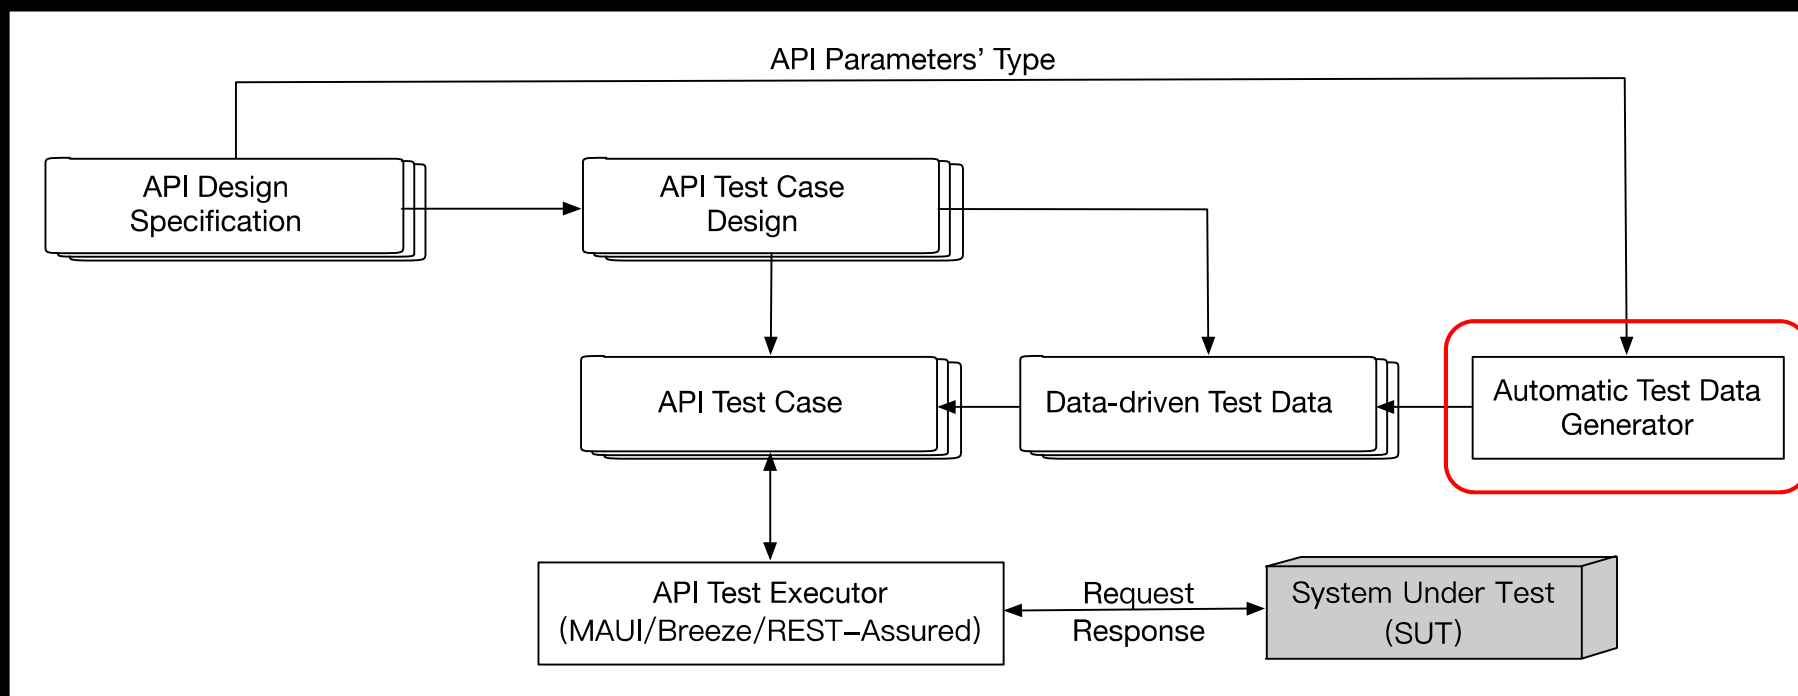 API Parameters’ Type
API Design
Specification
API Test Case
Design
API Test Case
Data-driven Test Data
Automatic Test Data
Generator
API Test Executor
(MAUI/Breeze/REST–Assured)
Request
Response
System Under Test
(SUT)